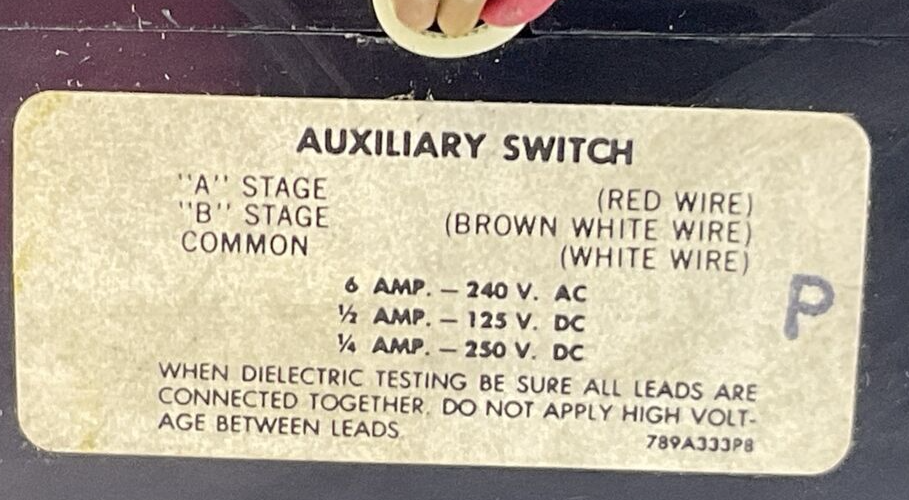 AUXILIARY SWITCH
"A" STAGE (RED WIRE)
"B" STAGE (BROWN WHITE WIRE)
COMMON (WHITE WIRE)
6 AMP. – 240 V. AC
½ AMP. – 125 V. DC
¼ AMP. – 250 V. DC
P
WHEN DIELECTRIC TESTING BE SURE ALL LEADS ARE
CONNECTED TOGETHER. DO NOT APPLY HIGH VOLT-
AGE BETWEEN LEADS
789A333P8